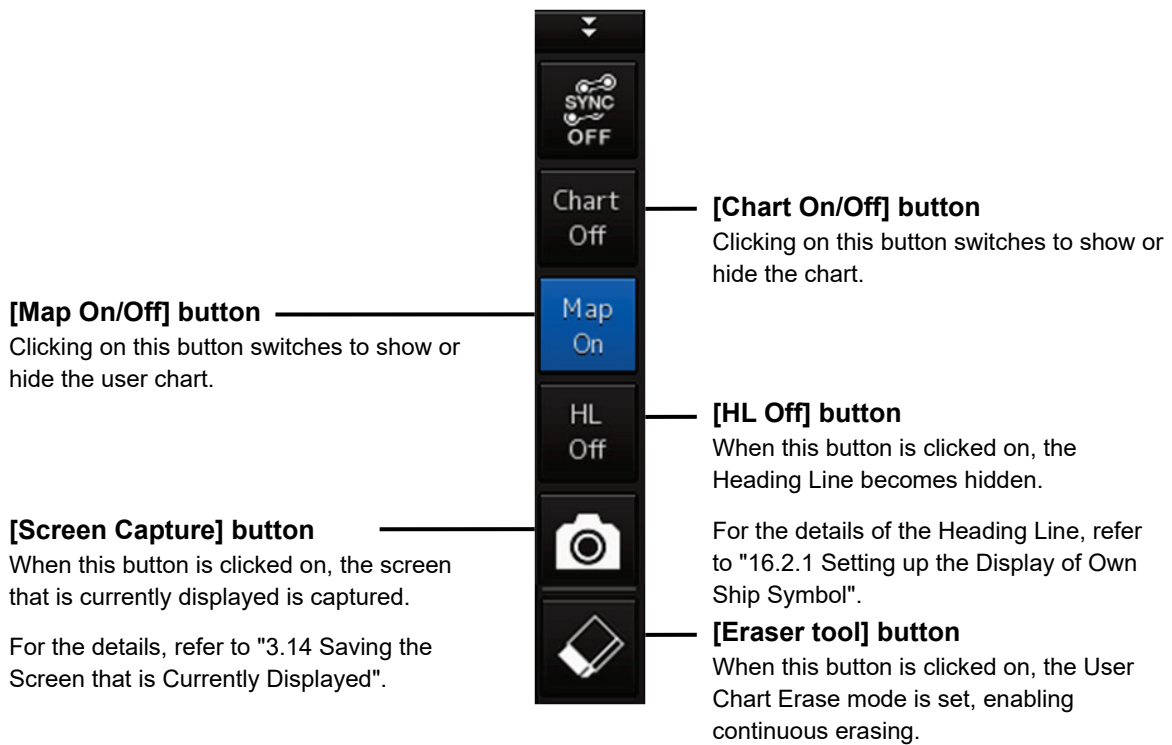 SYNC
OFF
Chart
Off
[Chart On/Off] button
Clicking on this button switches to show or
hide the chart.
[Map On/Off] button
Clicking on this button switches to show or
hide the user chart.
Map
On
HL
Off
[HL Off] button
When this button is clicked on, the
Heading Line becomes hidden.
For the details of the Heading Line, refer
to "16.2.1 Setting up the Display of Own
Ship Symbol".
[Screen Capture] button
When this button is clicked on, the screen
that is currently displayed is captured.
For the details, refer to "3.14 Saving the
Screen that is Currently Displayed".
[Eraser tool] button
When this button is clicked on, the User
Chart Erase mode is set, enabling
continuous erasing.